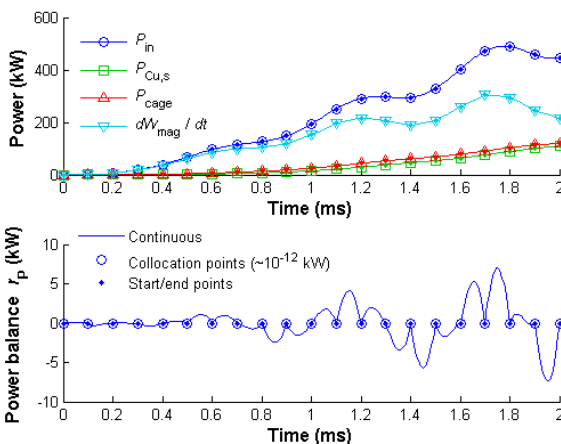 600
400
200
0
Power (kW)
P_in
P_Cu,s
P_cage
dW_mag / dt
0 0.2 0.4 0.6 0.8 1 1.2 1.4 1.6 1.8 2
Time (ms)
10
5
0
-5
-10
Power balance r_p (kW)
Continuous
Collocation points (~10^-12 kW)
Start/end points
0 0.2 0.4 0.6 0.8 1 1.2 1.4 1.6 1.8 2
Time (ms)